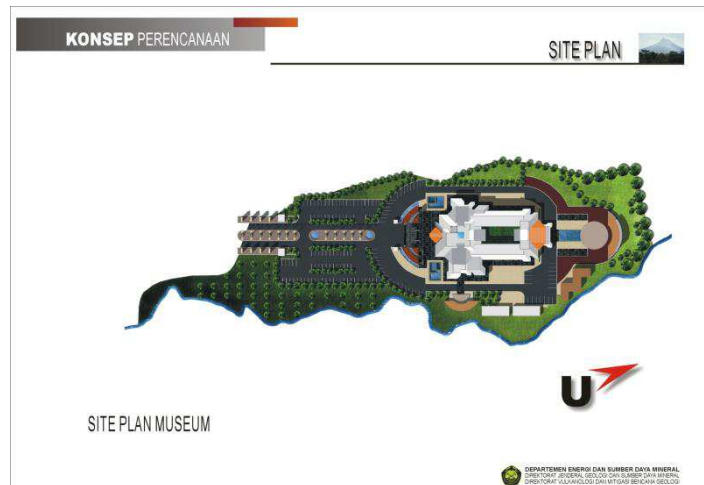 KONSEP PERENCANAAN
SITE PLAN
U
SITE PLAN MUSEUM
DEPARTEMEN ENERGI DAN SUMBER DAYA MINERAL
DIREKTORAT JENDERAL GEOLOGI DAN SUMBER DAYA MINERAL
DIREKTORAT VULKANOLOGI DAN MITIGASI BENCANA GEOLOGI